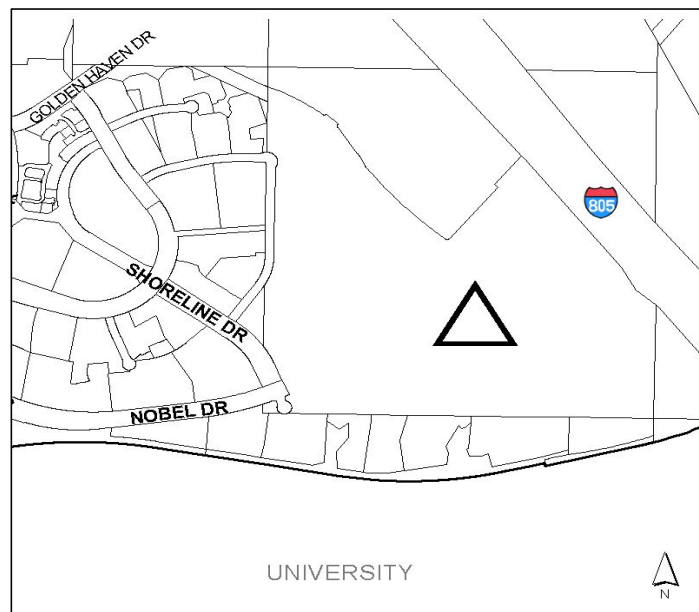 GOLDEN HAVEN DR
805
SHORELINE DR
NOBEL DR
UNIVERSITY
N